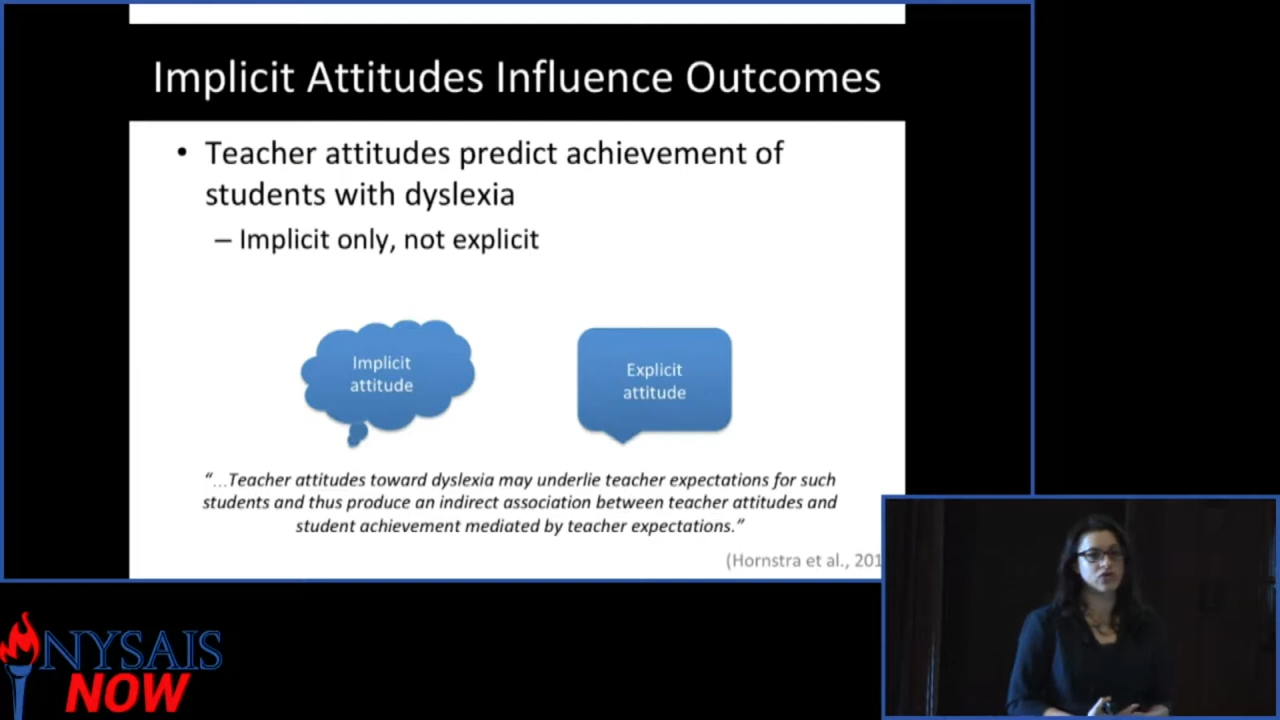 Implicit Attitudes Influence Outcomes
• Teacher attitudes predict achievement of
students with dyslexia
– Implicit only, not explicit
Implicit
attitude
Explicit
attitude
“…Teacher attitudes toward dyslexia may underlie teacher expectations for such
students and thus produce an indirect association between teacher attitudes and
student achievement mediated by teacher expectations.”
(Hornstra et al., 201
NYSAIS
NOW